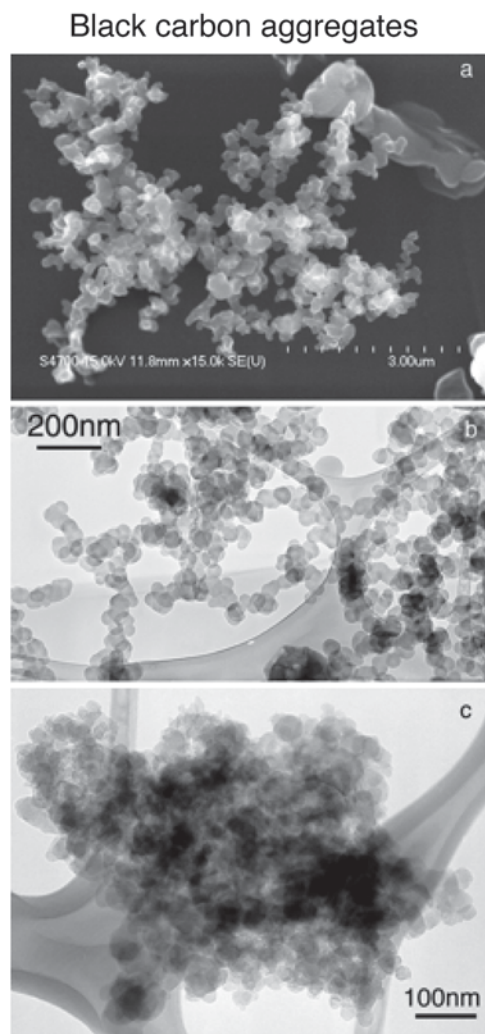 Black carbon aggregates
a
S4700 15.0kV 11.8mm x15.0k SE(U)
3.00um
200nm
b
c
100nm